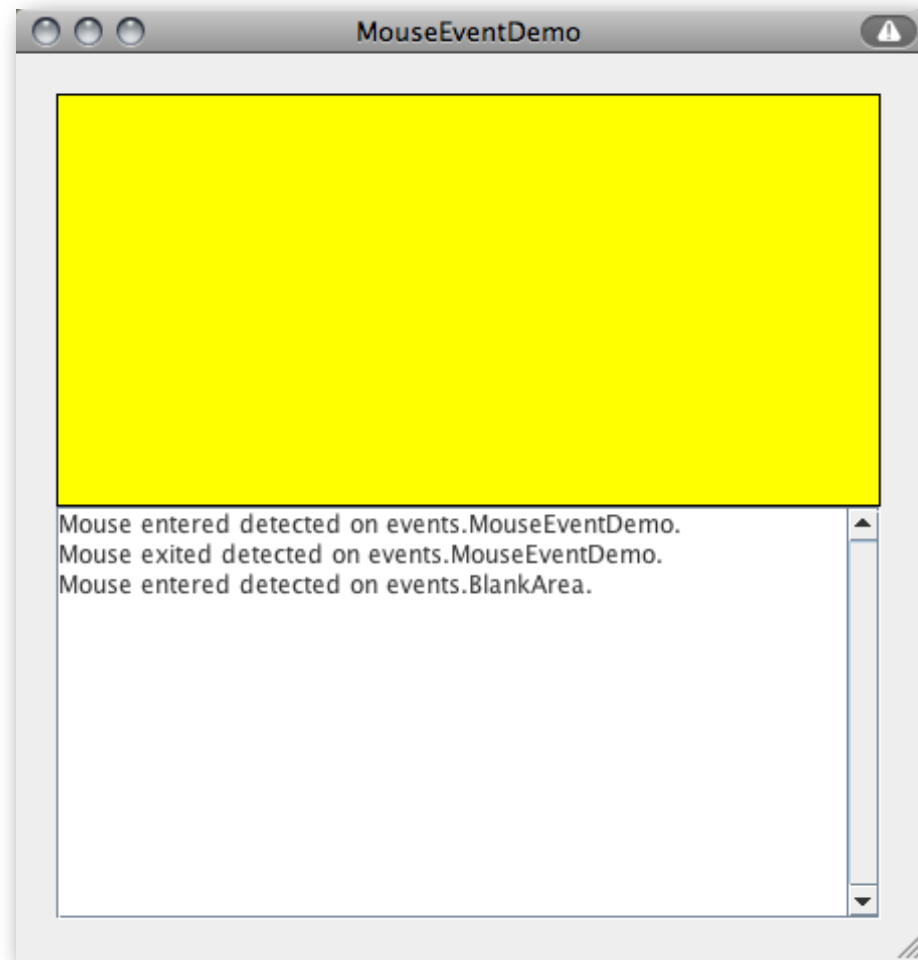 MouseEventDemo
Mouse entered detected on events.MouseEventDemo.
Mouse exited detected on events.MouseEventDemo.
Mouse entered detected on events.BlankArea.